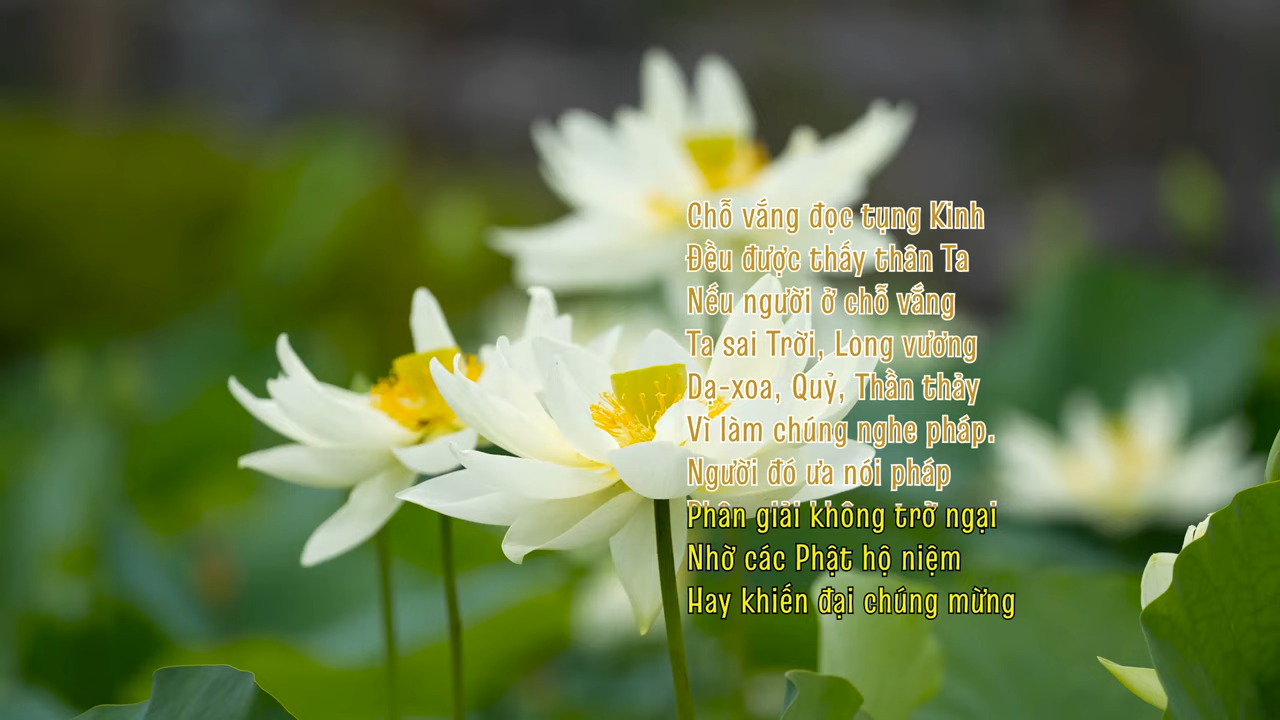 Chỗ vắng đọc tụng Kinh
Đều được thấy thân Ta
Nếu người ở chỗ vắng
Ta sai Trời, Long vương
Dạ-xoa, Quỷ, Thần thảy
Vì làm chúng nghe pháp.
Người đó ưa nói pháp
Phân giải không trở ngại
Nhờ các Phật hộ niệm
Hay khiến đại chúng mừng